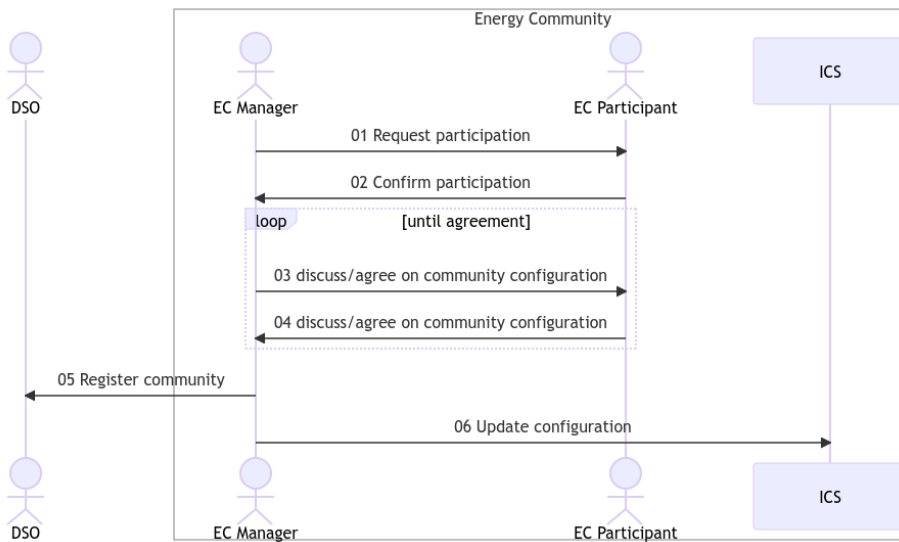 Energy Community
DSO
EC Manager
EC Participant
ICS
01 Request participation
02 Confirm participation
loop
[until agreement]
03 discuss/agree on community configuration
04 discuss/agree on community configuration
05 Register community
06 Update configuration
DSO
EC Manager
EC Participant
ICS